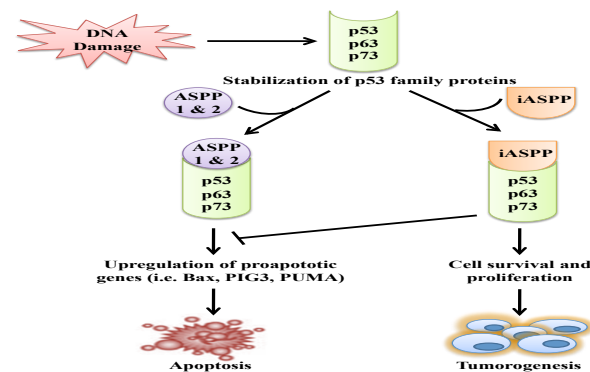 DNA
Damage
p53
p63
p73
Stabilization of p53 family proteins
ASPP
1 & 2
iASPP
ASPP
1 & 2
p53
p63
p73
iASPP
p53
p63
p73
Upregulation of proapototic
genes (i.e. Bax, PIG3, PUMA)
Cell survival and
proliferation
Apoptosis
Tumorogenesis